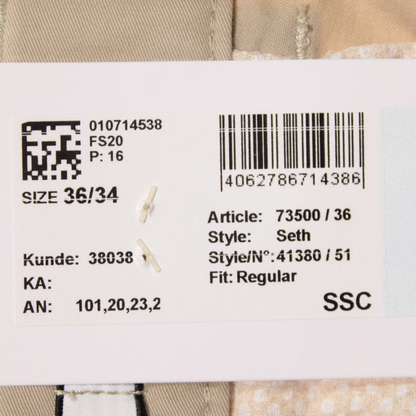 010714538
FS20
P: 16
SIZE 36/34
4062786714386
Article: 73500 / 36
Style: Seth
Style/N°: 41380 / 51
Fit: Regular
Kunde: 38038
KA:
AN: 101,20,23,2
SSC